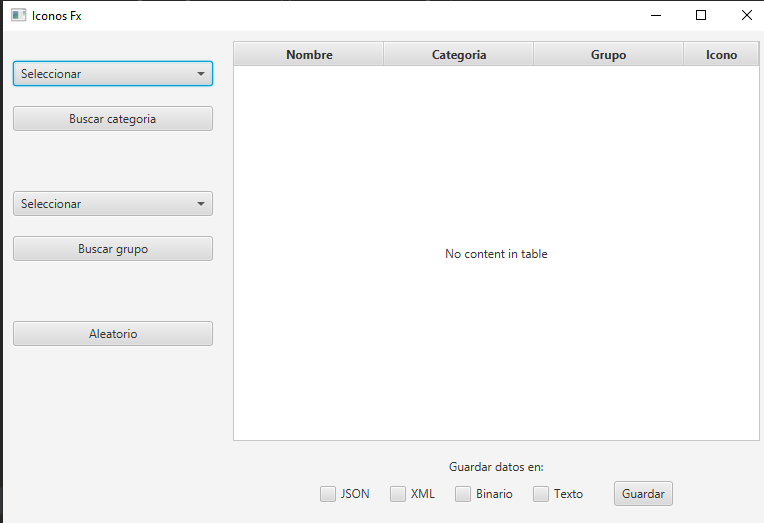 Iconos Fx
Seleccionar
Buscar categoria
Seleccionar
Buscar grupo
Aleatorio
Nombre Categoria Grupo Icono
No content in table
Guardar datos en:
JSON XML Binario Texto Guardar